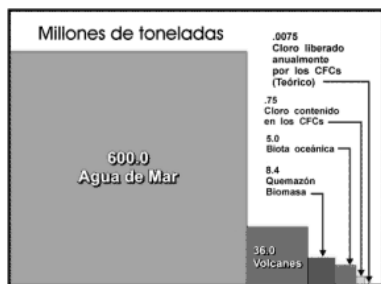 Millones de toneladas
.0075
Cloro liberado
anualmente
por los CFCs
(Teórico)
.75
Cloro contenido
en los CFCs
5.0
Biota oceánica
8.4
Quemazón
Biomasa
600.0
Agua de Mar
36.0
Volcanes